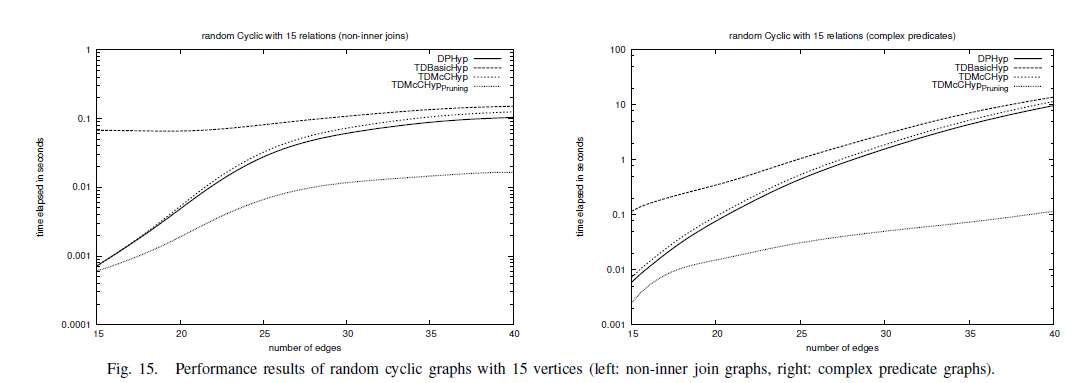 random Cyclic with 15 relations (non-inner joins)
1
0.1
0.01
0.001
0.0001
15 20 25 30 35 40
time elapsed in seconds
number of edges
DPHyp
TDBasicHyp
TDMcCHyp
TDMcCHypPruning
random Cyclic with 15 relations (complex predicates)
100
10
1
0.1
0.01
0.001
15 20 25 30 35 40
time elapsed in seconds
number of edges
DPHyp
TDBasicHyp
TDMcCHyp
TDMcCHypPruning
Fig. 15. Performance results of random cyclic graphs with 15 vertices (left: non-inner join graphs, right: complex predicate graphs).